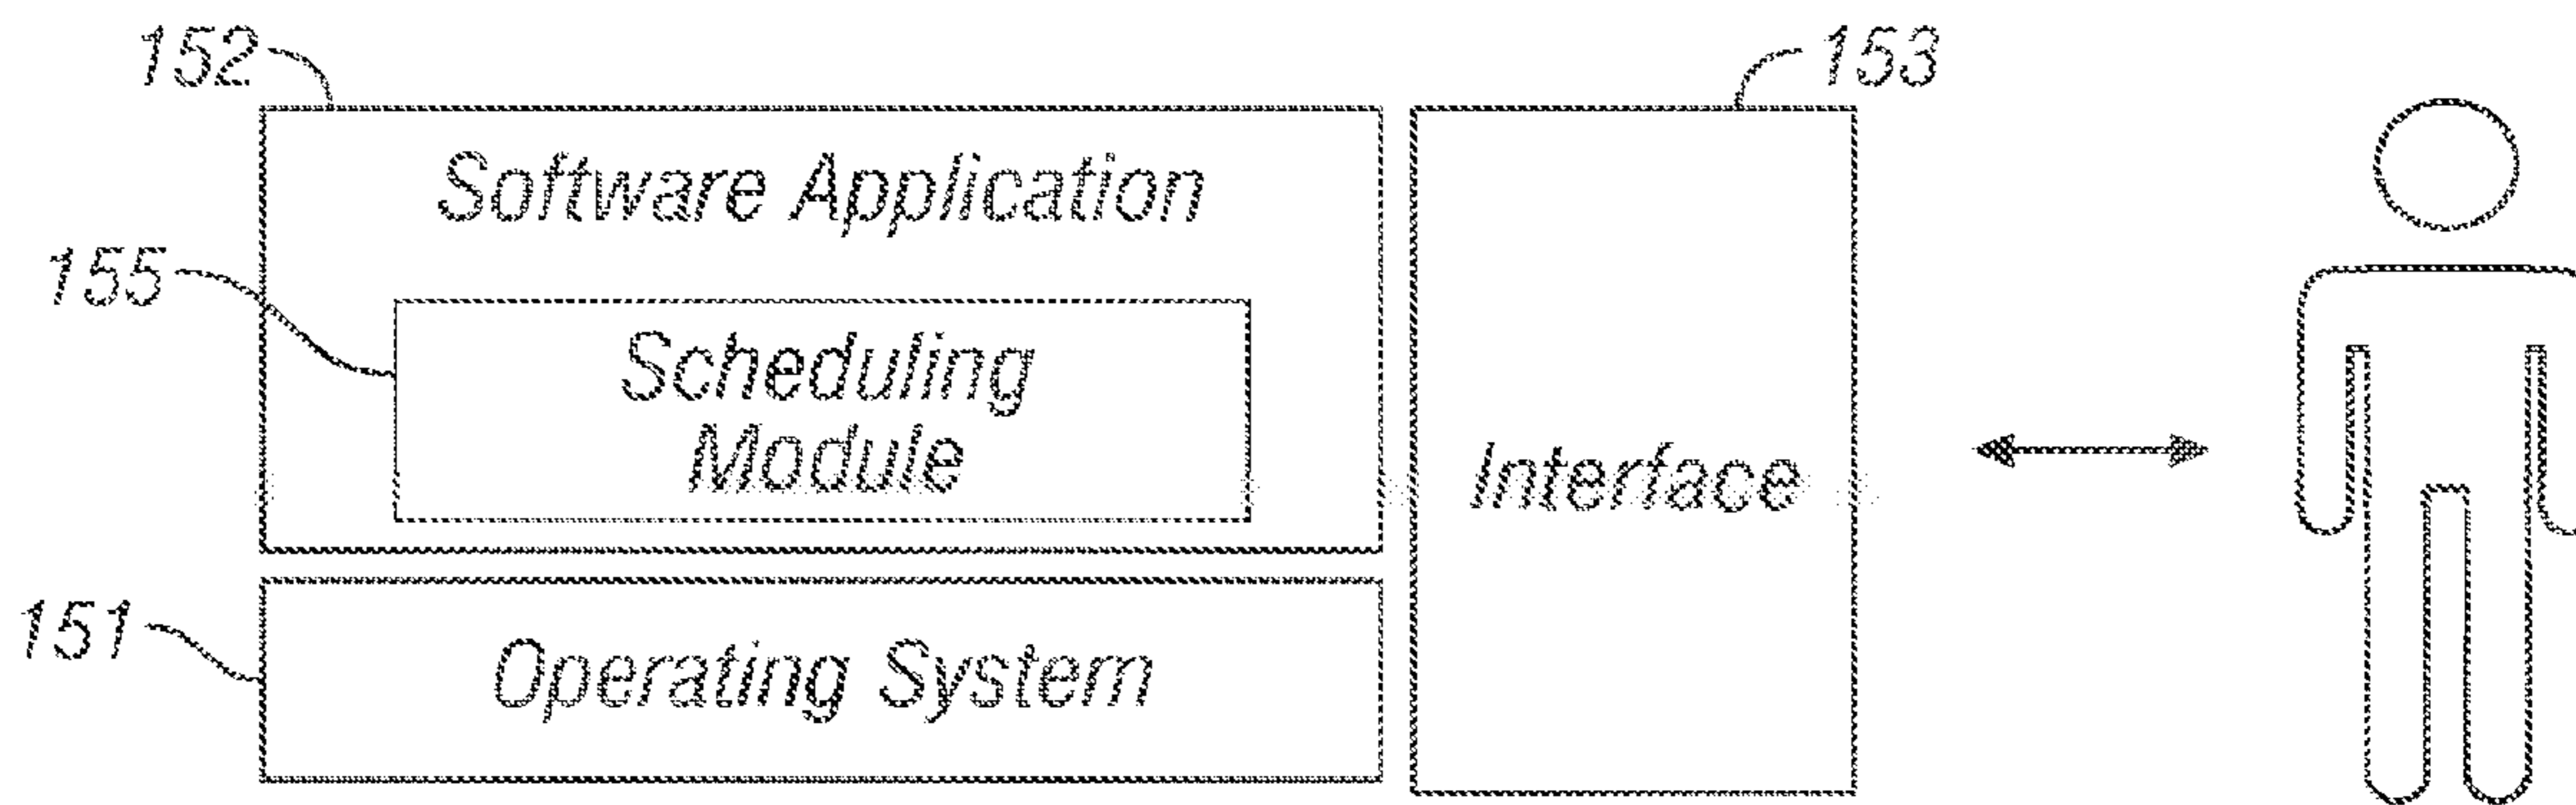 152
153
Software Application
155
Scheduling
Module
Interface
151
Operating System